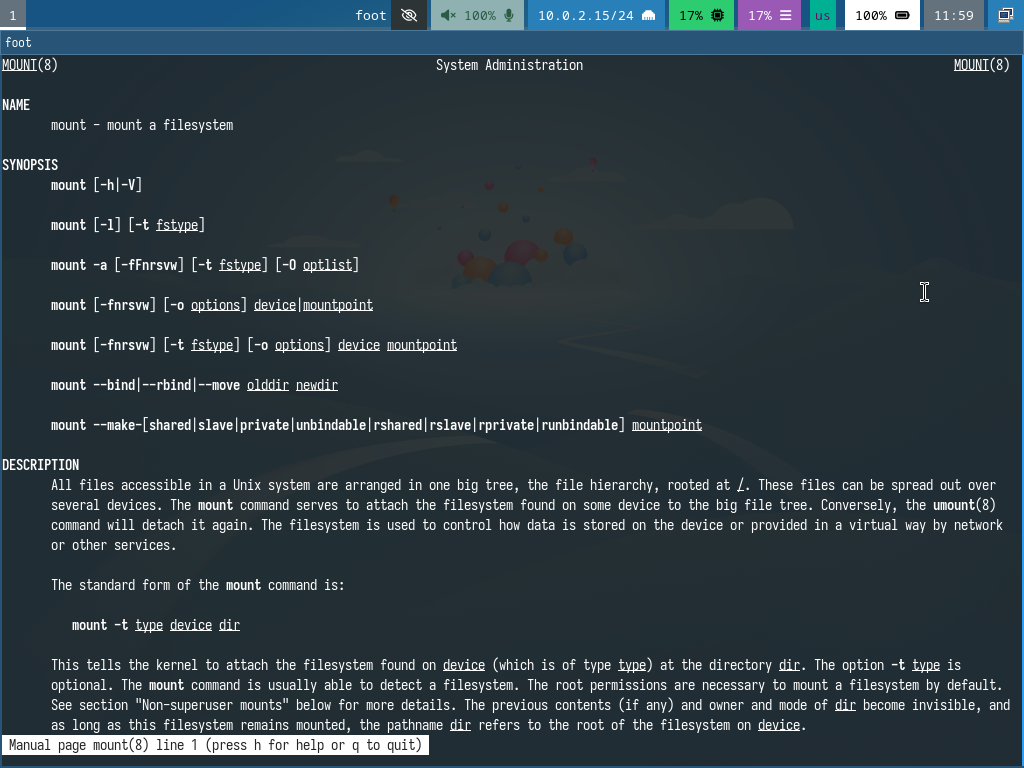 1 foot 100% 10.0.2.15/24 17% 17% us 100% 11:59
foot
MOUNT(8) System Administration MOUNT(8)
NAME
mount - mount a filesystem
SYNOPSIS
mount [-h|-V]
mount [-l] [-t fstype]
mount -a [-fFnrsvw] [-t fstype] [-O optlist]
mount [-fnrsvw] [-o options] device|mountpoint
mount [-fnrsvw] [-t fstype] [-o options] device mountpoint
mount --bind|--rbind|--move olddir newdir
mount --make-[shared|slave|private|unbindable|rshared|rslave|rprivate|runbindable] mountpoint
DESCRIPTION
All files accessible in a Unix system are arranged in one big tree, the file hierarchy, rooted at /. These files can be spread out over
several devices. The mount command serves to attach the filesystem found on some device to the big file tree. Conversely, the umount(8)
command will detach it again. The filesystem is used to control how data is stored on the device or provided in a virtual way by network
or other services.
The standard form of the mount command is:
mount -t type device dir
This tells the kernel to attach the filesystem found on device (which is of type type) at the directory dir. The option -t type is
optional. The mount command is usually able to detect a filesystem. The root permissions are necessary to mount a filesystem by default.
See section "Non-superuser mounts" below for more details. The previous contents (if any) and owner and mode of dir become invisible, and
as long as this filesystem remains mounted, the pathname dir refers to the root of the filesystem on device.
Manual page mount(8) line 1 (press h for help or q to quit)